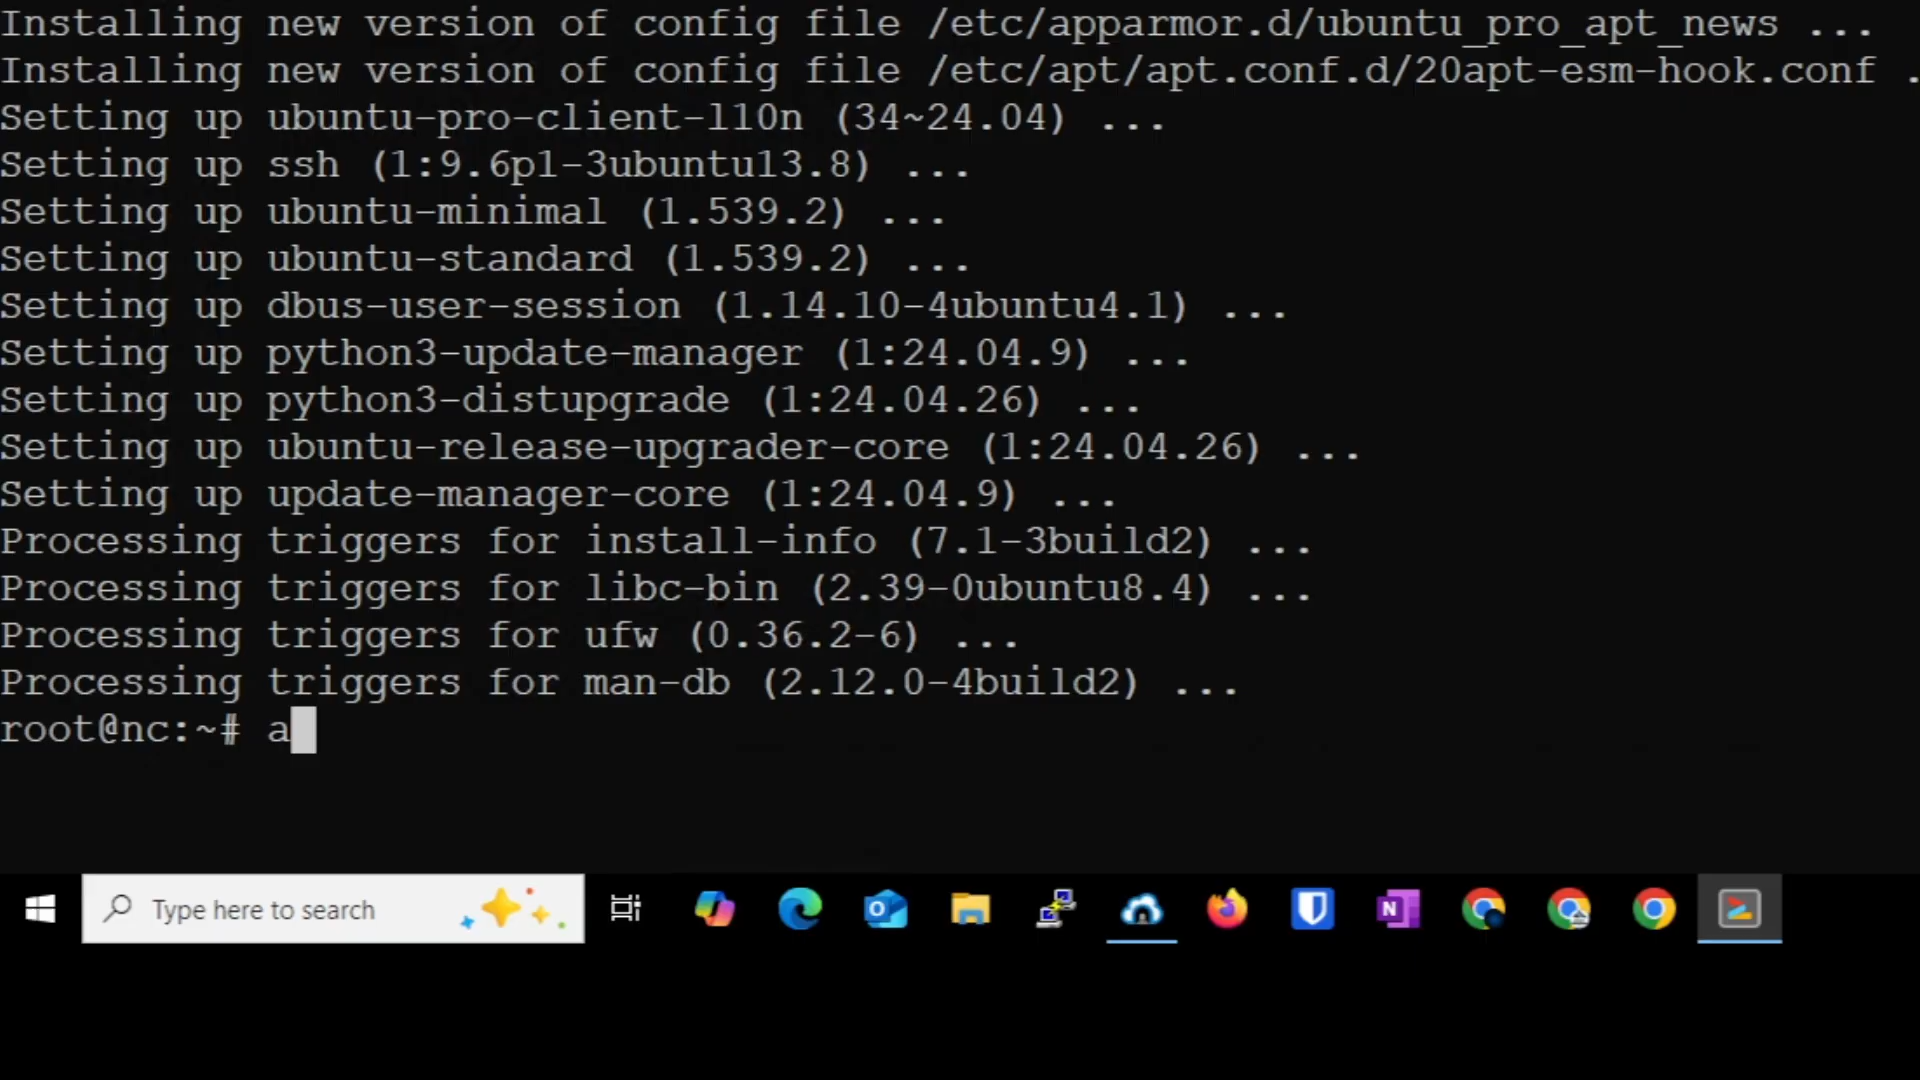 Installing new version of config file /etc/apparmor.d/ubuntu_pro_apt_news ...
Installing new version of config file /etc/apt/apt.conf.d/20apt-esm-hook.conf .
Setting up ubuntu-pro-client-l10n (34~24.04) ...
Setting up ssh (1:9.6p1-3ubuntu13.8) ...
Setting up ubuntu-minimal (1.539.2) ...
Setting up ubuntu-standard (1.539.2) ...
Setting up dbus-user-session (1.14.10-4ubuntu4.1) ...
Setting up python3-update-manager (1:24.04.9) ...
Setting up python3-distupgrade (1:24.04.26) ...
Setting up ubuntu-release-upgrader-core (1:24.04.26) ...
Setting up update-manager-core (1:24.04.9) ...
Processing triggers for install-info (7.1-3build2) ...
Processing triggers for libc-bin (2.39-0ubuntu8.4) ...
Processing triggers for ufw (0.36.2-6) ...
Processing triggers for man-db (2.12.0-4build2) ...
root@nc:~# a
Type here to search